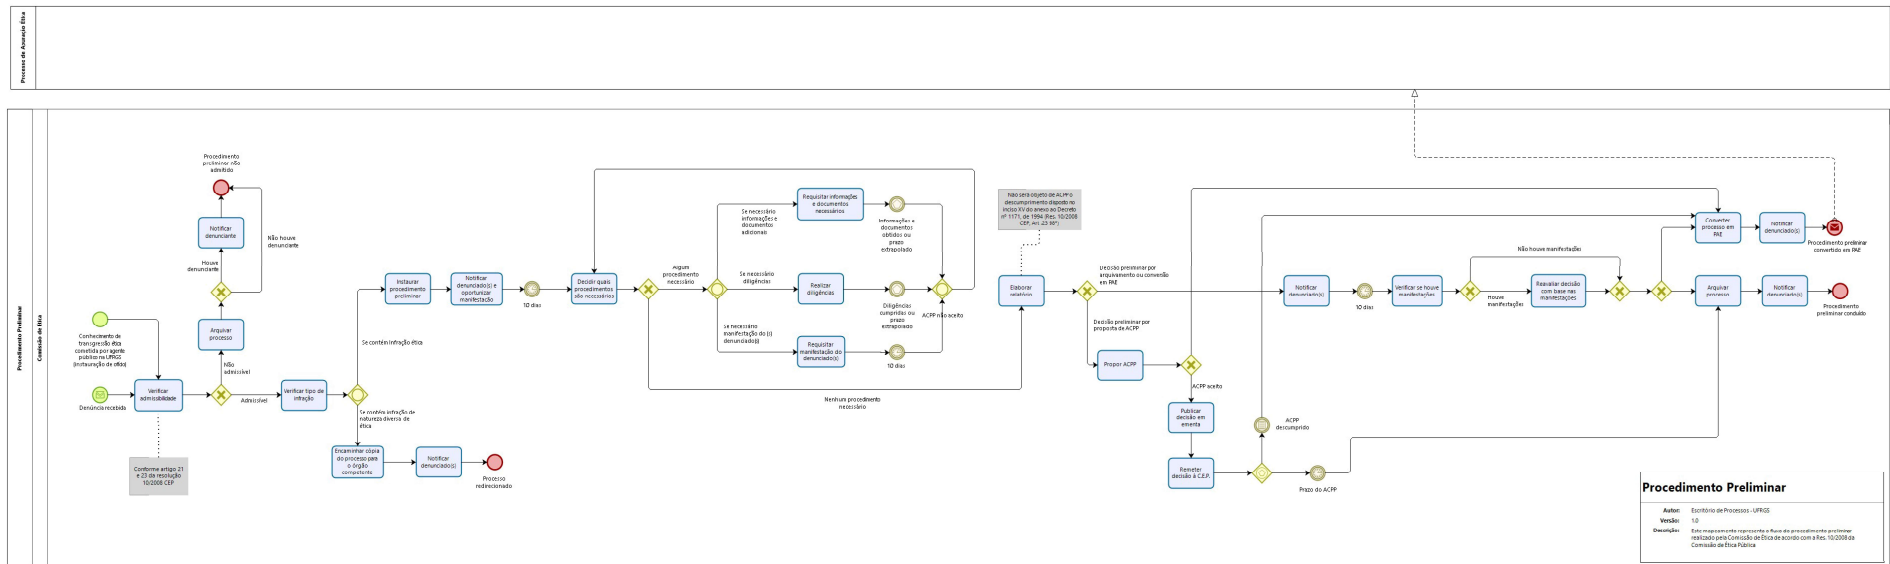 Processo de Apuração Ética
Procedimento Preliminar
Comissão de Ética
Procedimento
preliminar não
admitido
Notificar
denunciante
Não houve
denunciante
Houve
denunciante
Arquivar
processo
Não
admissível
Conhecimento de
transgressão ética
cometida por agente
público na UFRGS
(instauração de ofício)
Denúncia recebida
Verificar
admissibilidade
Admissível
Conforme artigo 21
e 23 da resolução
10/2008 CEP
Verificar tipo de
infração
Se contém infração ética
Se contém infração de
natureza diversa de
ética
Encaminhar cópia
do processo para
o órgão
competente
Notificar
denunciado(s)
Processo
redirecionado
Instaurar
procedimento
preliminar
Notificar
denunciado(s) e
oportunizar
manifestação
10 dias
Decidir quais
procedimentos
são necessários
Algum
procedimento
necessário
Se necessário
informações e
documentos
adicionais
Requisitar informações
e documentos
necessários
Informações e
documentos
obtidos ou
prazo
extrapolado
Se necessário
diligências
Realizar
diligências
Diligências
cumpridas ou
prazo
extrapolado
ACPP não aceito
Se necessário
manifestação do(s)
denunciado(s)
Requisitar
manifestação do
denunciado(s)
10 dias
Nenhum procedimento
necessário
Não será objeto de ACPP o
descumprimento disposto no
inciso XV do anexo ao Decreto
nº 1171, de 1994 (Res. 10/2008
CEP, Art. 23 §6º)
Elaborar
relatório
Decisão preliminar por
arquivamento ou conversão
em PAE
Decisão preliminar por
proposta de ACPP
Propor ACPP
ACPP aceito
Publicar
decisão em
ementa
Remeter
decisão à C.E.P.
ACPP
descumprido
Prazo do ACPP
Notificar
denunciado(s)
10 dias
Verificar se houve
manifestações
Não houve manifestações
Houve
manifestações
Reavaliar decisão
com base nas
manifestações
Converter
processo em
PAE
Notificar
denunciado(s)
Procedimento preliminar
convertido em PAE
Arquivar
processo
Notificar
denunciado(s)
Procedimento
preliminar concluído
Procedimento Preliminar
Autor: Escritório de Processos - UFRGS
Versão: 1.0
Descrição: Este mapeamento representa o fluxo do procedimento preliminar
realizado pela Comissão de Ética de acordo com a Res. 10/2008 da
Comissão de Ética Pública